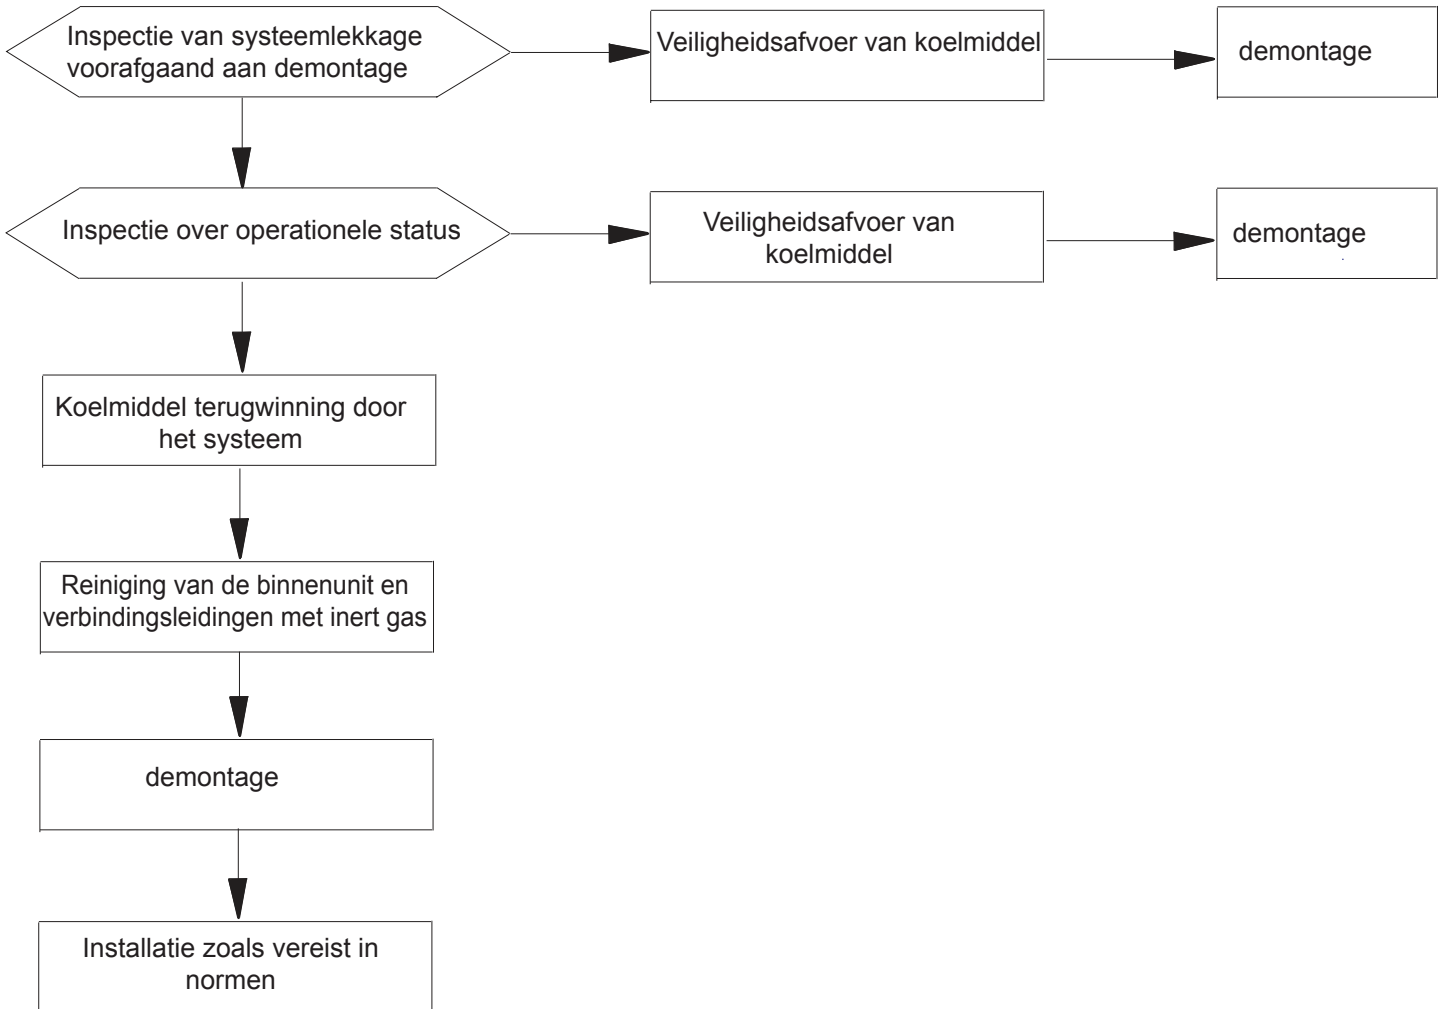 Inspectie van systeemlekkage
voorafgaand aan demontage
Veiligheidsafvoer van koelmiddel
demontage
Inspectie over operationele status
Veiligheidsafvoer van
koelmiddel
demontage
Koelmiddel terugwinning door
het systeem
Reiniging van de binnenunit en
verbindingsleidingen met inert gas
demontage
Installatie zoals vereist in
normen